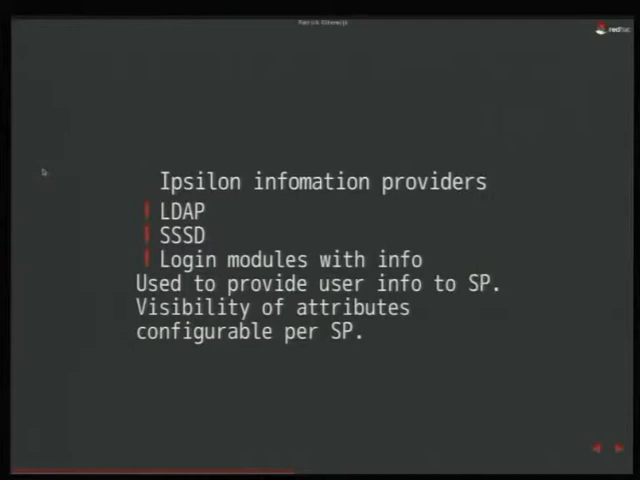 redhat
Ipsilon infomation providers
LDAP
SSSD
Login modules with info
Used to provide user info to SP.
Visibility of attributes
configurable per SP.